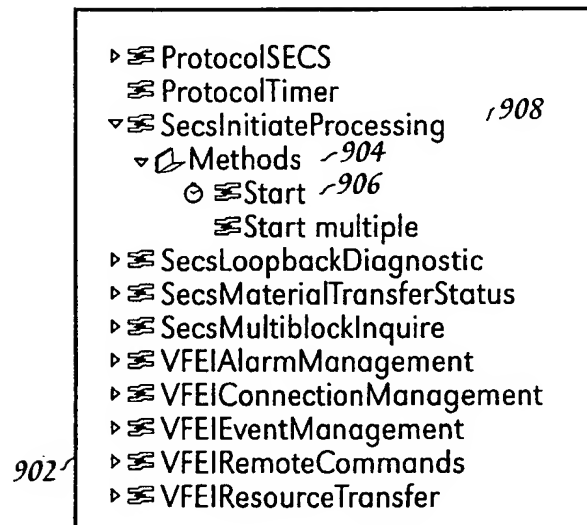 ProtocolSECS
ProtocolTimer
SecsInitiateProcessing 908
Methods 904
Start 906
Start multiple
SecsLoopbackDiagnostic
SecsMaterialTransferStatus
SecsMultiblockInquire
VFEIAlarmManagement
VFEIConnectionManagement
VFEIEventManagement
902 VFEIRemoteCommands
VFEIResourceTransfer